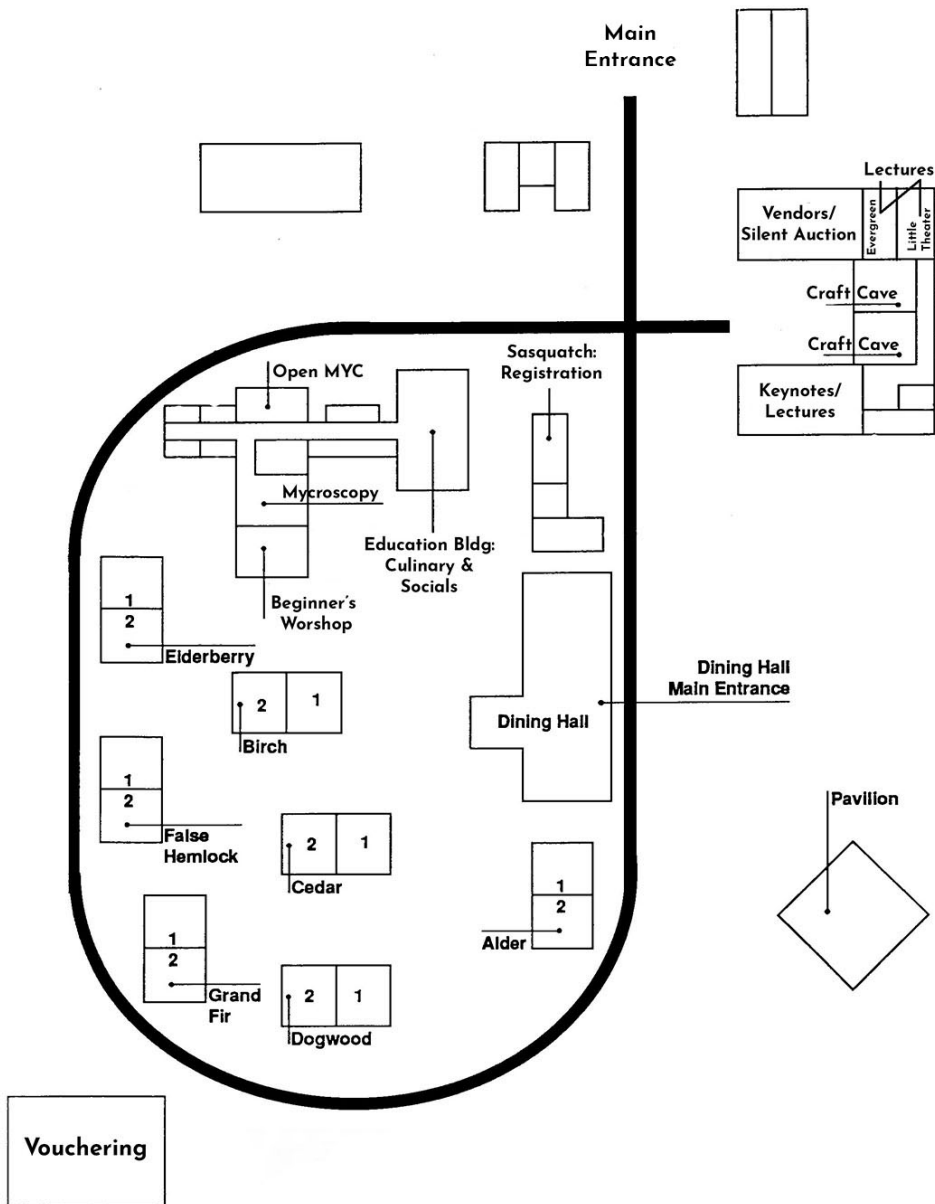 Main
Entrance
Lectures
Vendors/
Silent Auction
Evergreen
Little
Theater
Craft Cave
Craft Cave
Keynotes/
Lectures
Sasquatch:
Registration
Open MYC
Mycroscopy
Education Bldg:
Culinary &
Socials
Beginner's
Worshop
1
2
Elderberry
2 1
Birch
Dining Hall
Main Entrance
Dining Hall
1
2
False
Hemlock
Pavilion
2 1
Cedar
1
2
Alder
1
2
Grand
Fir
2 1
Dogwood
Vouchering